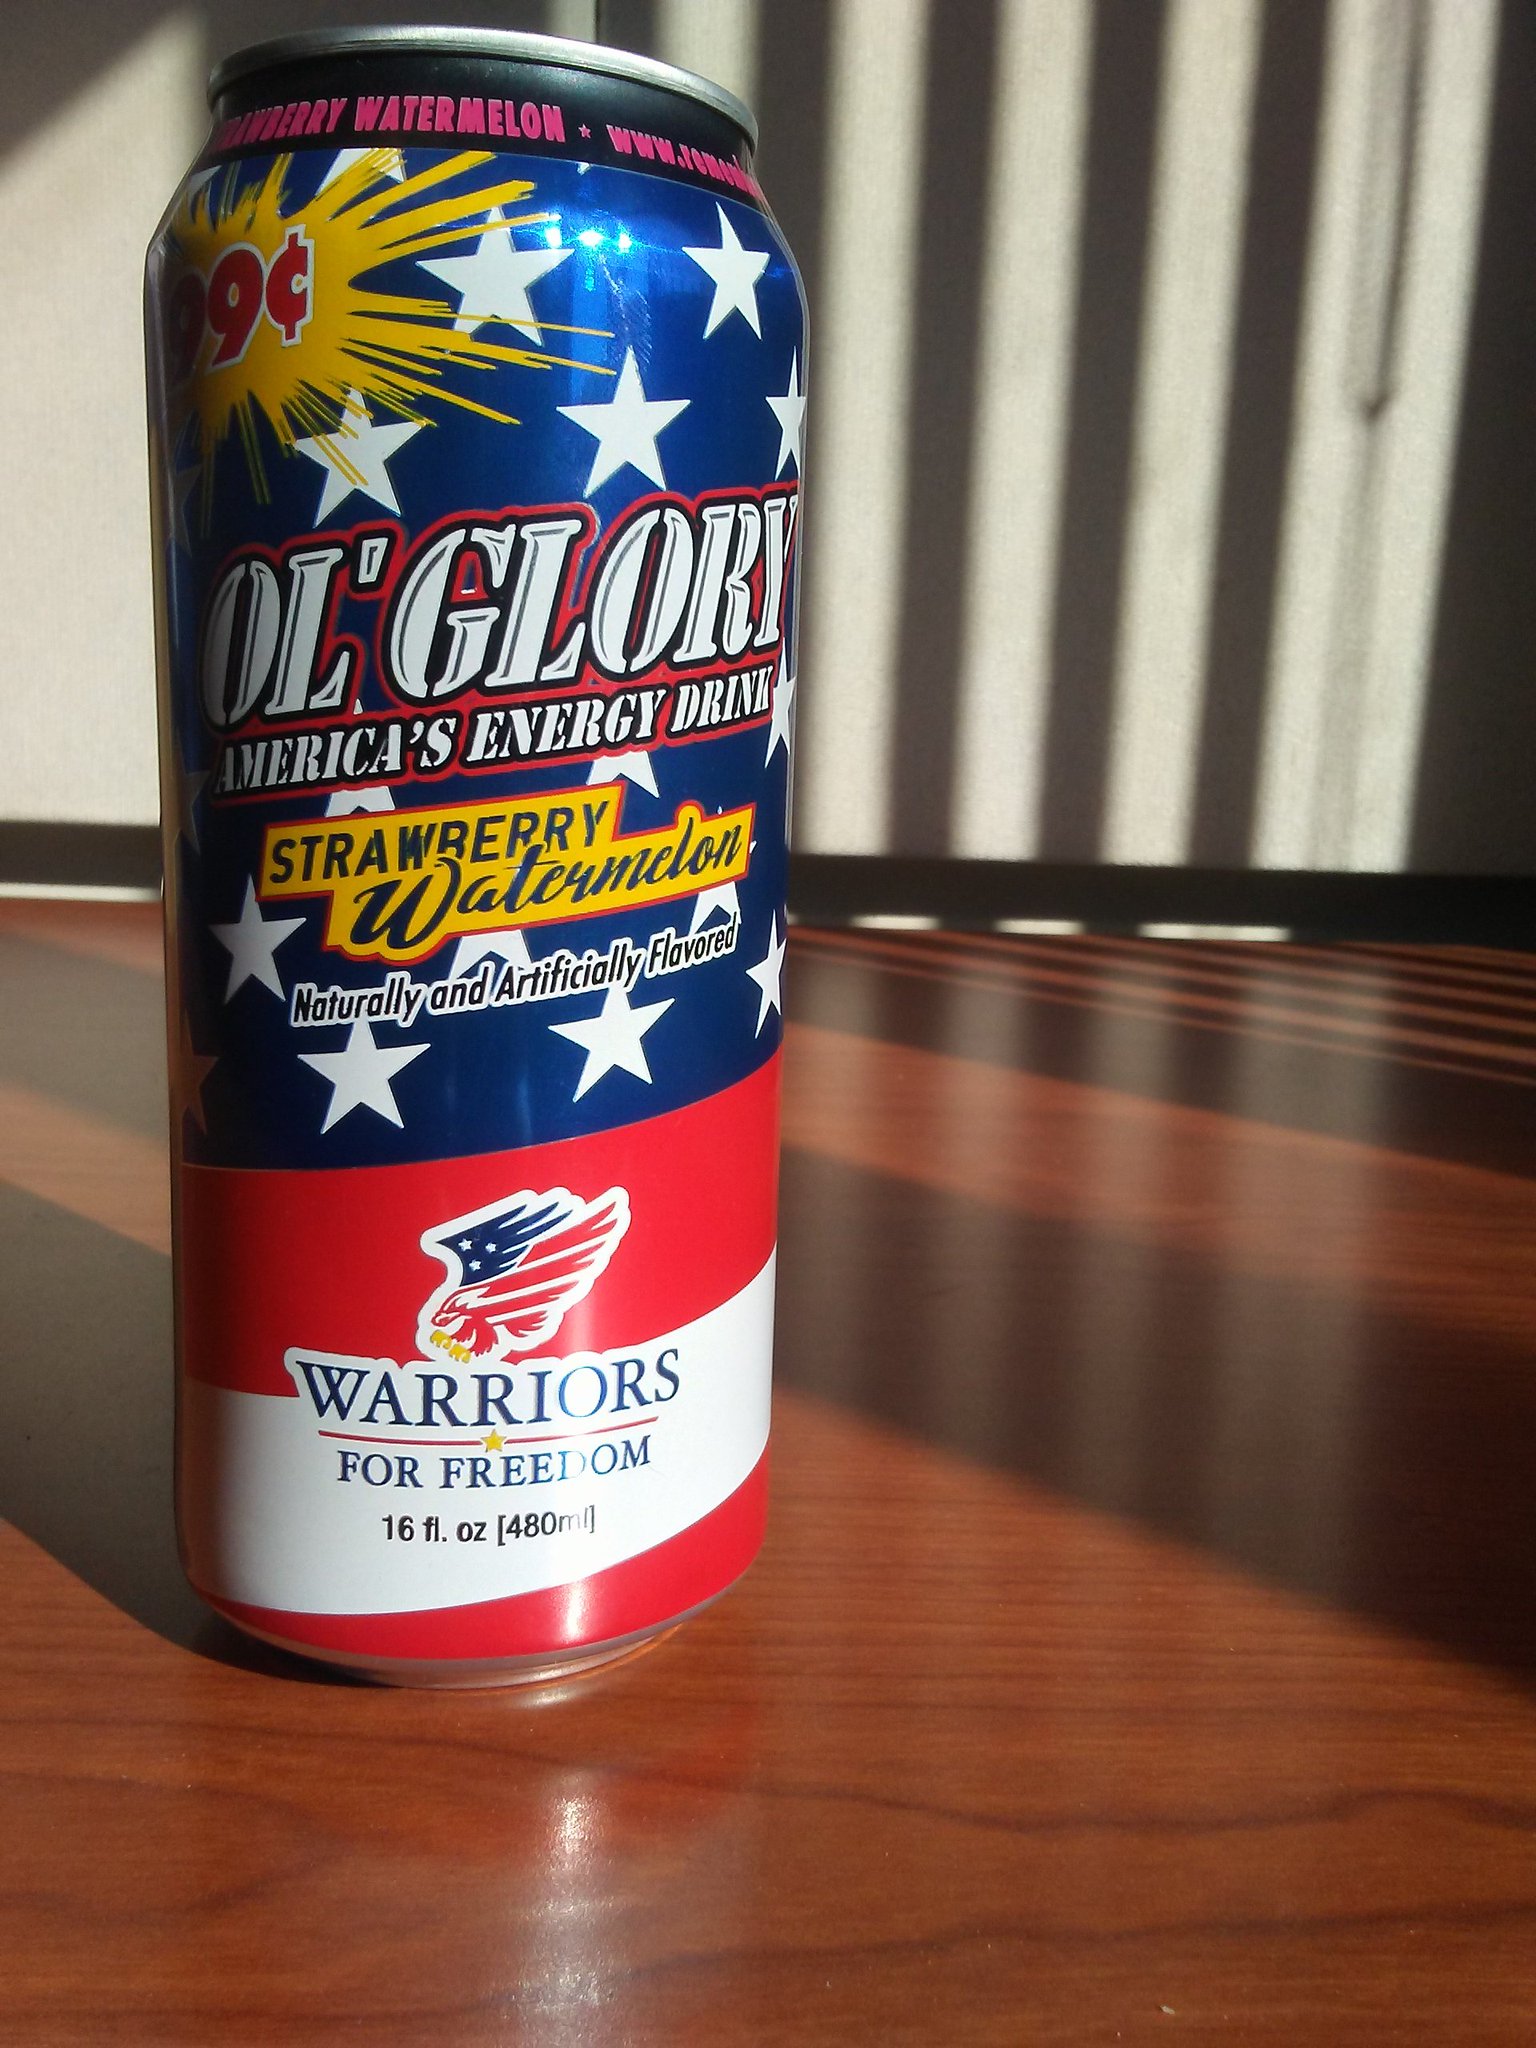 STRAWBERRY WATERMELON
99¢
OL' GLORY
AMERICA'S ENERGY DRINK
STRAWBERRY
Watermelon
Naturally and Artificially Flavored
WARRIORS
FOR FREEDOM
16 fl. oz [480ml]